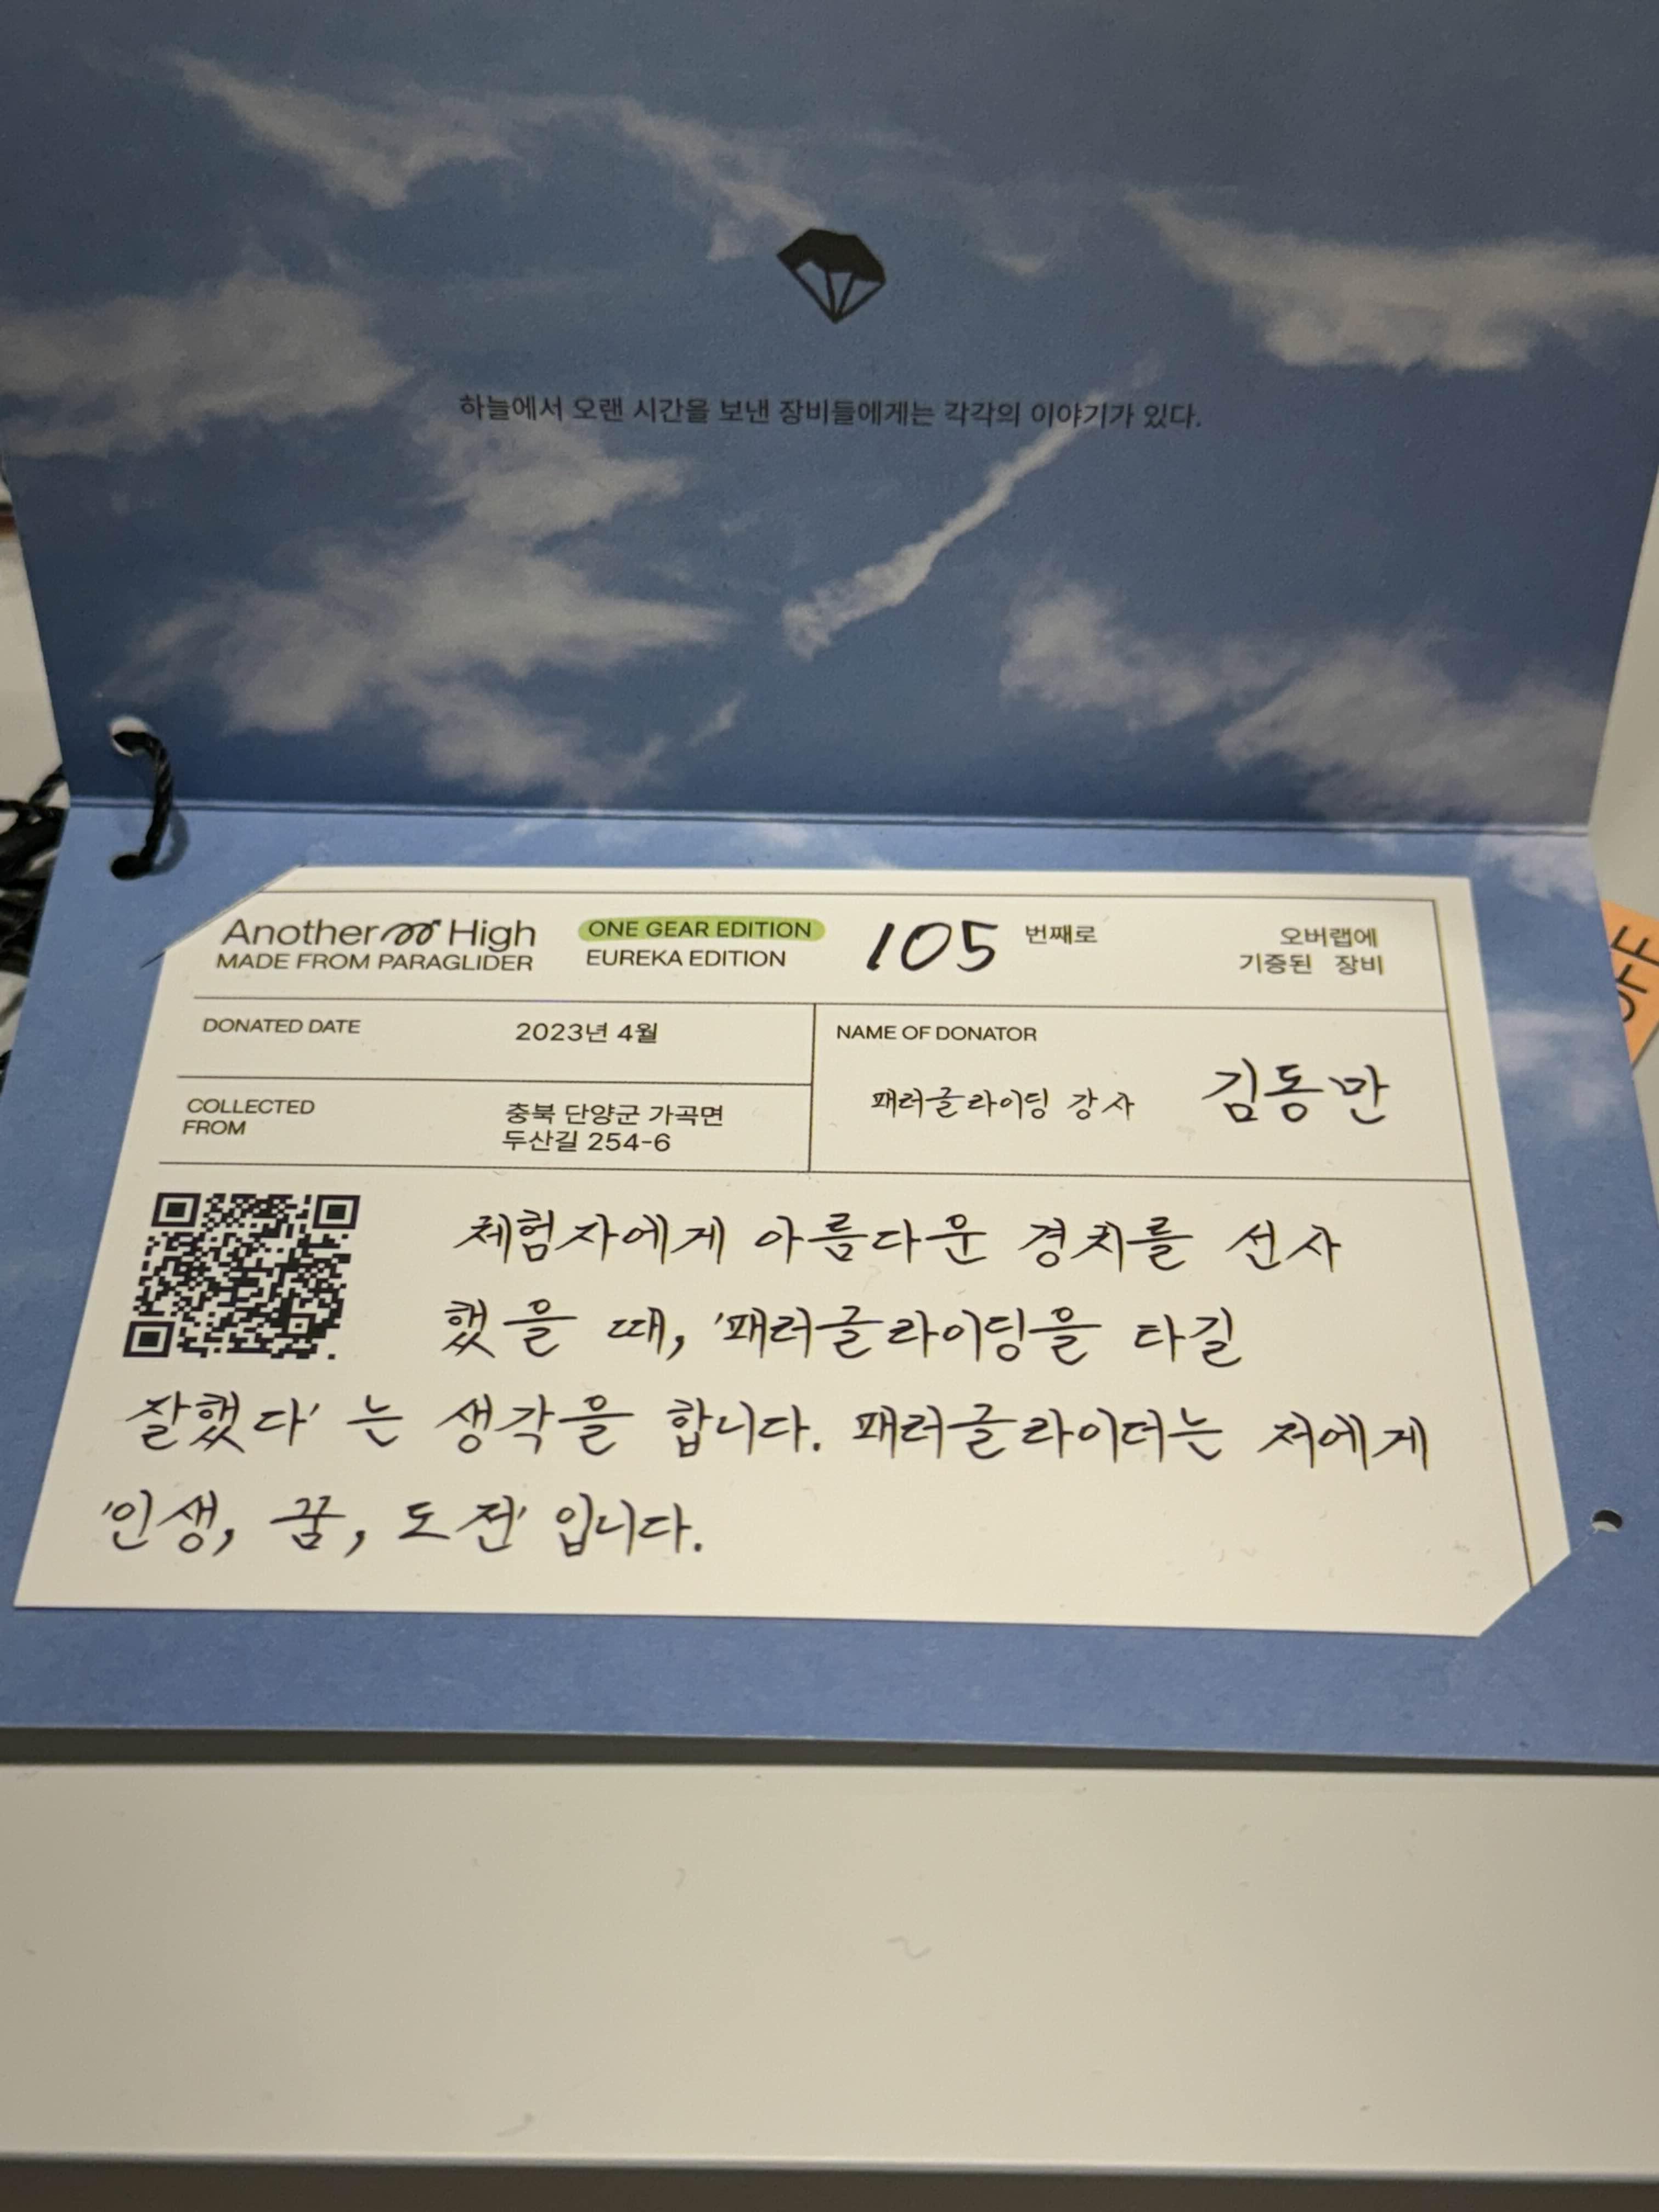 하늘에서 오랜 시간을 보낸 장비들에게는 각각의 이야기가 있다.
Another High
MADE FROM PARAGLIDER
ONE GEAR EDITION
EUREKA EDITION
105 번째로
오버랩에
기증된 장비
DONATED DATE 2023년 4월
COLLECTED
FROM
충북 단양군 가곡면
두산길 254-6
NAME OF DONATOR
패러글라이딩 강사 김동만
체험자에게 아름다운 경치를 선사
했을 때, '패러글라이딩을 타길
잘했다' 는 생각을 합니다. 패러글라이더는 저에게
'인생, 꿈, 도전' 입니다.